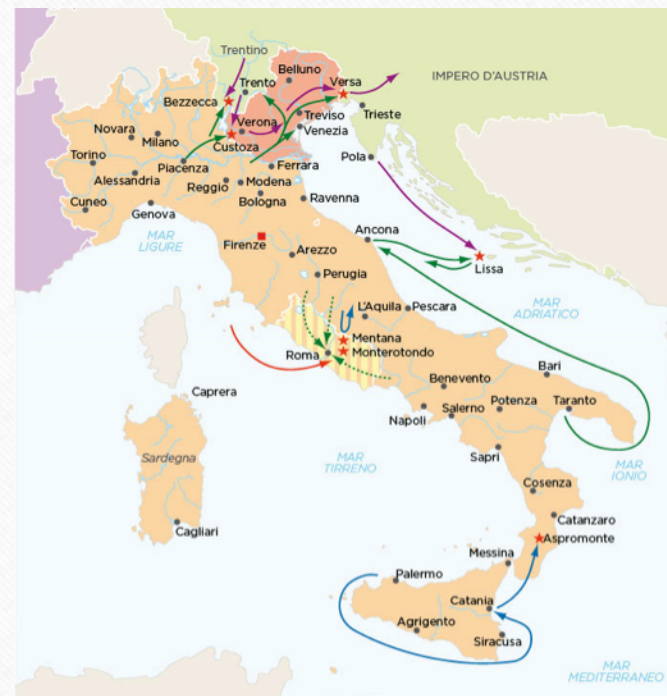 Trentino
Belluno
Versa
IMPERO D'AUSTRIA
Trento
Bezzecca
Treviso
Trieste
Novara
Verona
Venezia
Milano
Custoza
Torino
Pola
Piacenza
Ferrara
Alessandria
Reggio
Modena
Cuneo
Bologna
Ravenna
Genova
MAR
LIGURE
Ancona
Firenze
Arezzo
Lissa
Perugia
MAR
ADRIATICO
L'Aquila
Pescara
Mentana
Roma
Monterotondo
Bari
Caprera
Benevento
Potenza
Taranto
Napoli
Salerno
Sardegna
MAR
TIRRENO
Sapri
MAR
IONIO
Cosenza
Cagliari
Catanzaro
Aspromonte
Messina
Palermo
Catania
Agrigento
Siracusa
MAR
MEDITERRANEO